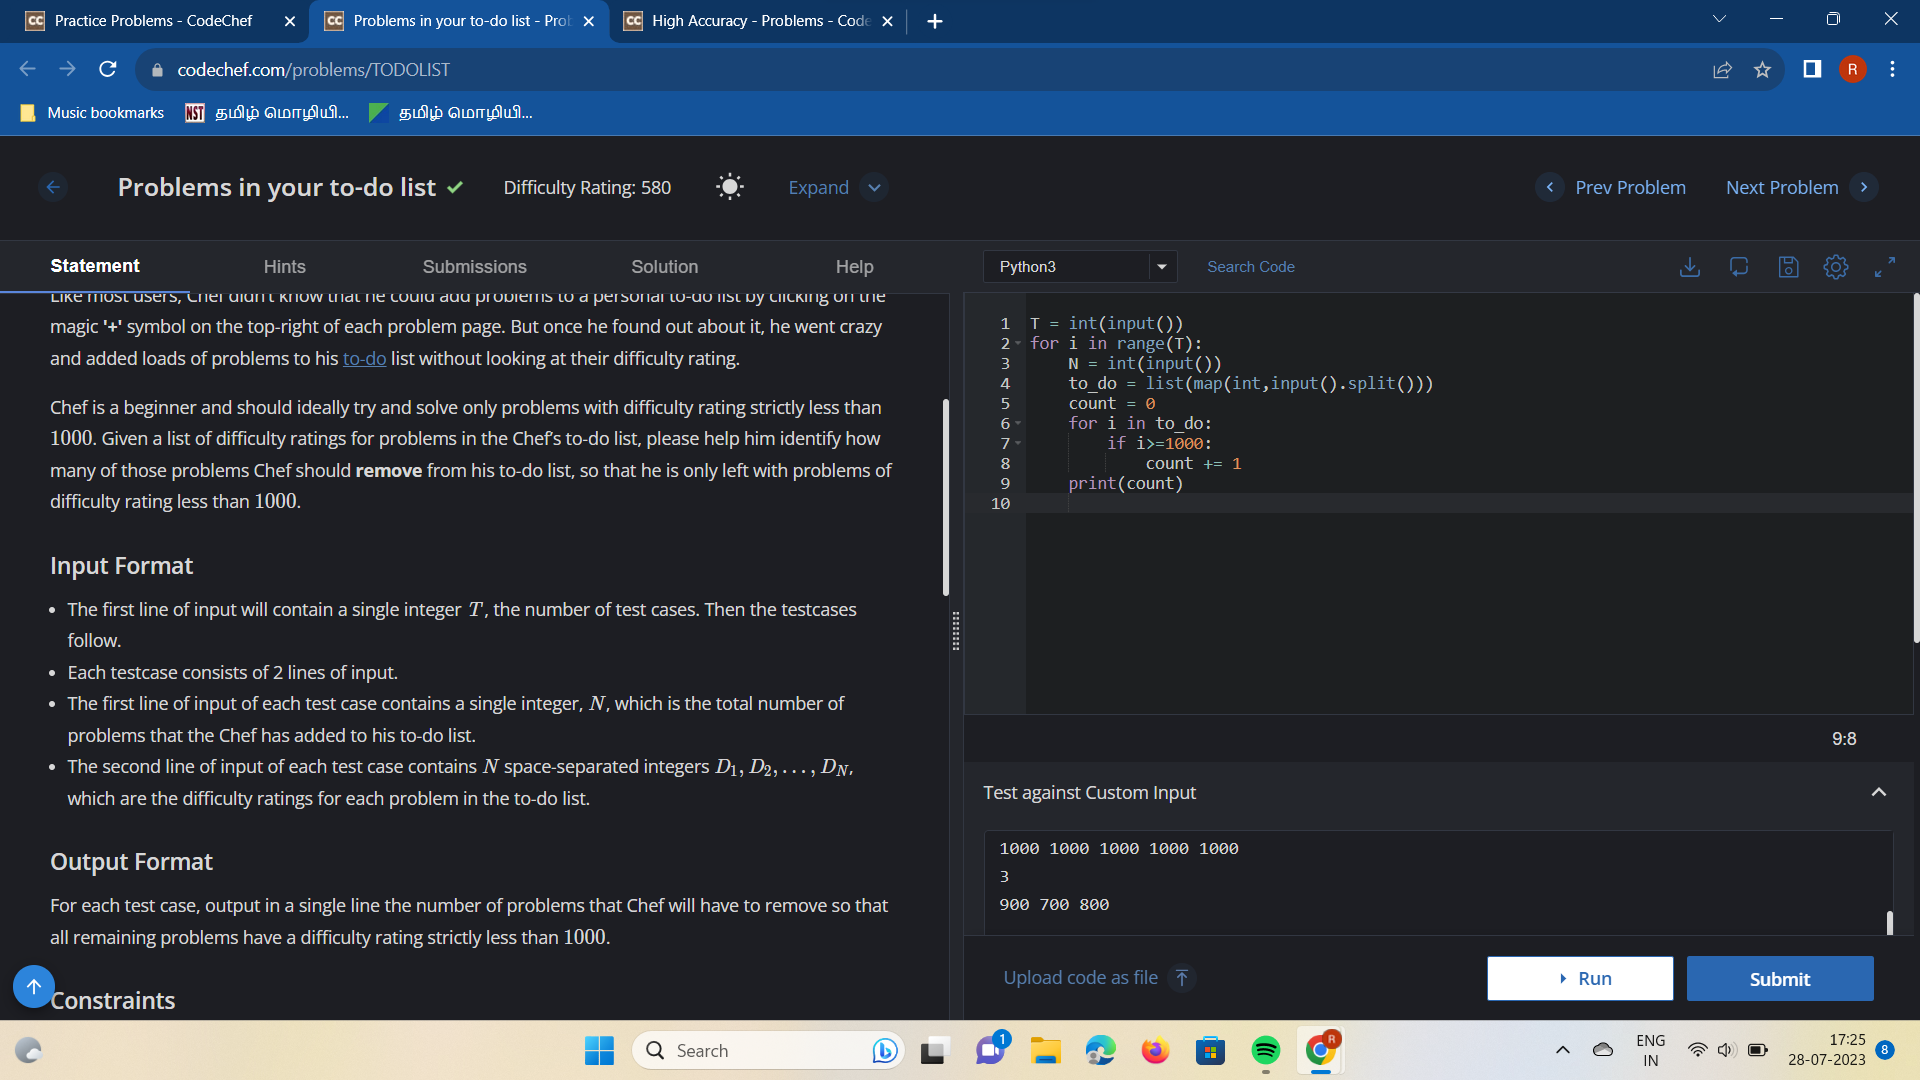 Practice Problems - CodeChef
Problems in your to-do list - Prob
High Accuracy - Problems - Code
codechef.com/problems/TODOLIST
R
Music bookmarks
NST தமிழ் மொழியி...
தமிழ் மொழியி...
Problems in your to-do list
Difficulty Rating: 580
Expand
Prev Problem
Next Problem
Statement
Hints
Submissions
Solution
Help
Python3
Search Code
Like most users, Chef didn't know that he could add problems to a personal to-do list by clicking on the
magic '+' symbol on the top-right of each problem page. But once he found out about it, he went crazy
and added loads of problems to his to-do list without looking at their difficulty rating.
Chef is a beginner and should ideally try and solve only problems with difficulty rating strictly less than
1000. Given a list of difficulty ratings for problems in the Chef's to-do list, please help him identify how
many of those problems Chef should remove from his to-do list, so that he is only left with problems of
difficulty rating less than 1000.
Input Format
• The first line of input will contain a single integer T, the number of test cases. Then the testcases
follow.
• Each testcase consists of 2 lines of input.
• The first line of input of each test case contains a single integer, N, which is the total number of
problems that the Chef has added to his to-do list.
• The second line of input of each test case contains N space-separated integers D₁, D₂, . . . , D_N,
which are the difficulty ratings for each problem in the to-do list.
Output Format
For each test case, output in a single line the number of problems that Chef will have to remove so that
all remaining problems have a difficulty rating strictly less than 1000.
Constraints
1 T = int(input())
2 for i in range(T):
3     N = int(input())
4     to_do = list(map(int,input().split()))
5     count = 0
6     for i in to_do:
7         if i>=1000:
8             count += 1
9     print(count)
10
9:8
Test against Custom Input
1000 1000 1000 1000 1000
3
900 700 800
Upload code as file
Run
Submit
Search
1
R
ENG
IN
17:25
28-07-2023
8